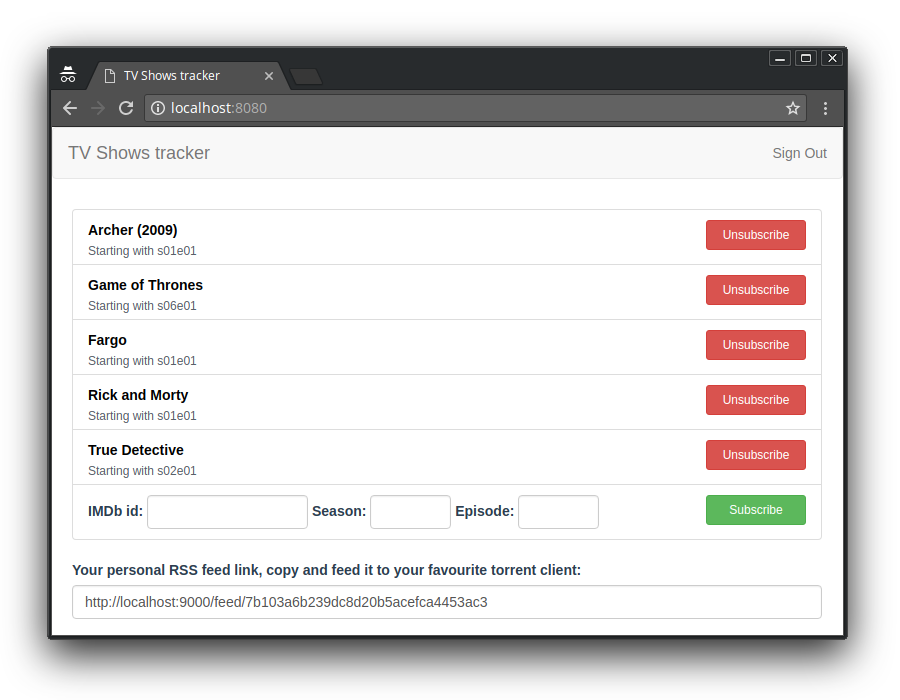 TV Shows tracker
localhost:8080
TV Shows tracker Sign Out
Archer (2009)
Unsubscribe
Starting with s01e01
Game of Thrones
Unsubscribe
Starting with s06e01
Fargo
Unsubscribe
Starting with s01e01
Rick and Morty
Unsubscribe
Starting with s01e01
True Detective
Unsubscribe
Starting with s02e01
IMDb id: Season: Episode: Subscribe
Your personal RSS feed link, copy and feed it to your favourite torrent client:
http://localhost:9000/feed/7b103a6b239dc8d20b5acefca4453ac3